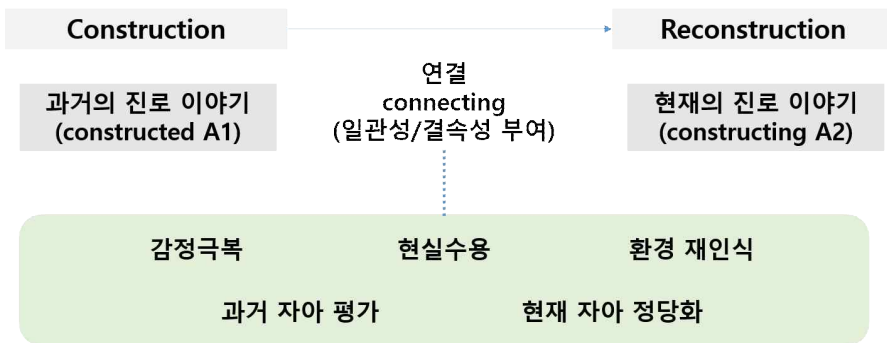 Construction
Reconstruction
과거의 진로 이야기
(constructed A1)
연결
connecting
(일관성/결속성 부여)
현재의 진로 이야기
(constructing A2)
감정극복
현실수용
환경 재인식
과거 자아 평가
현재 자아 정당화